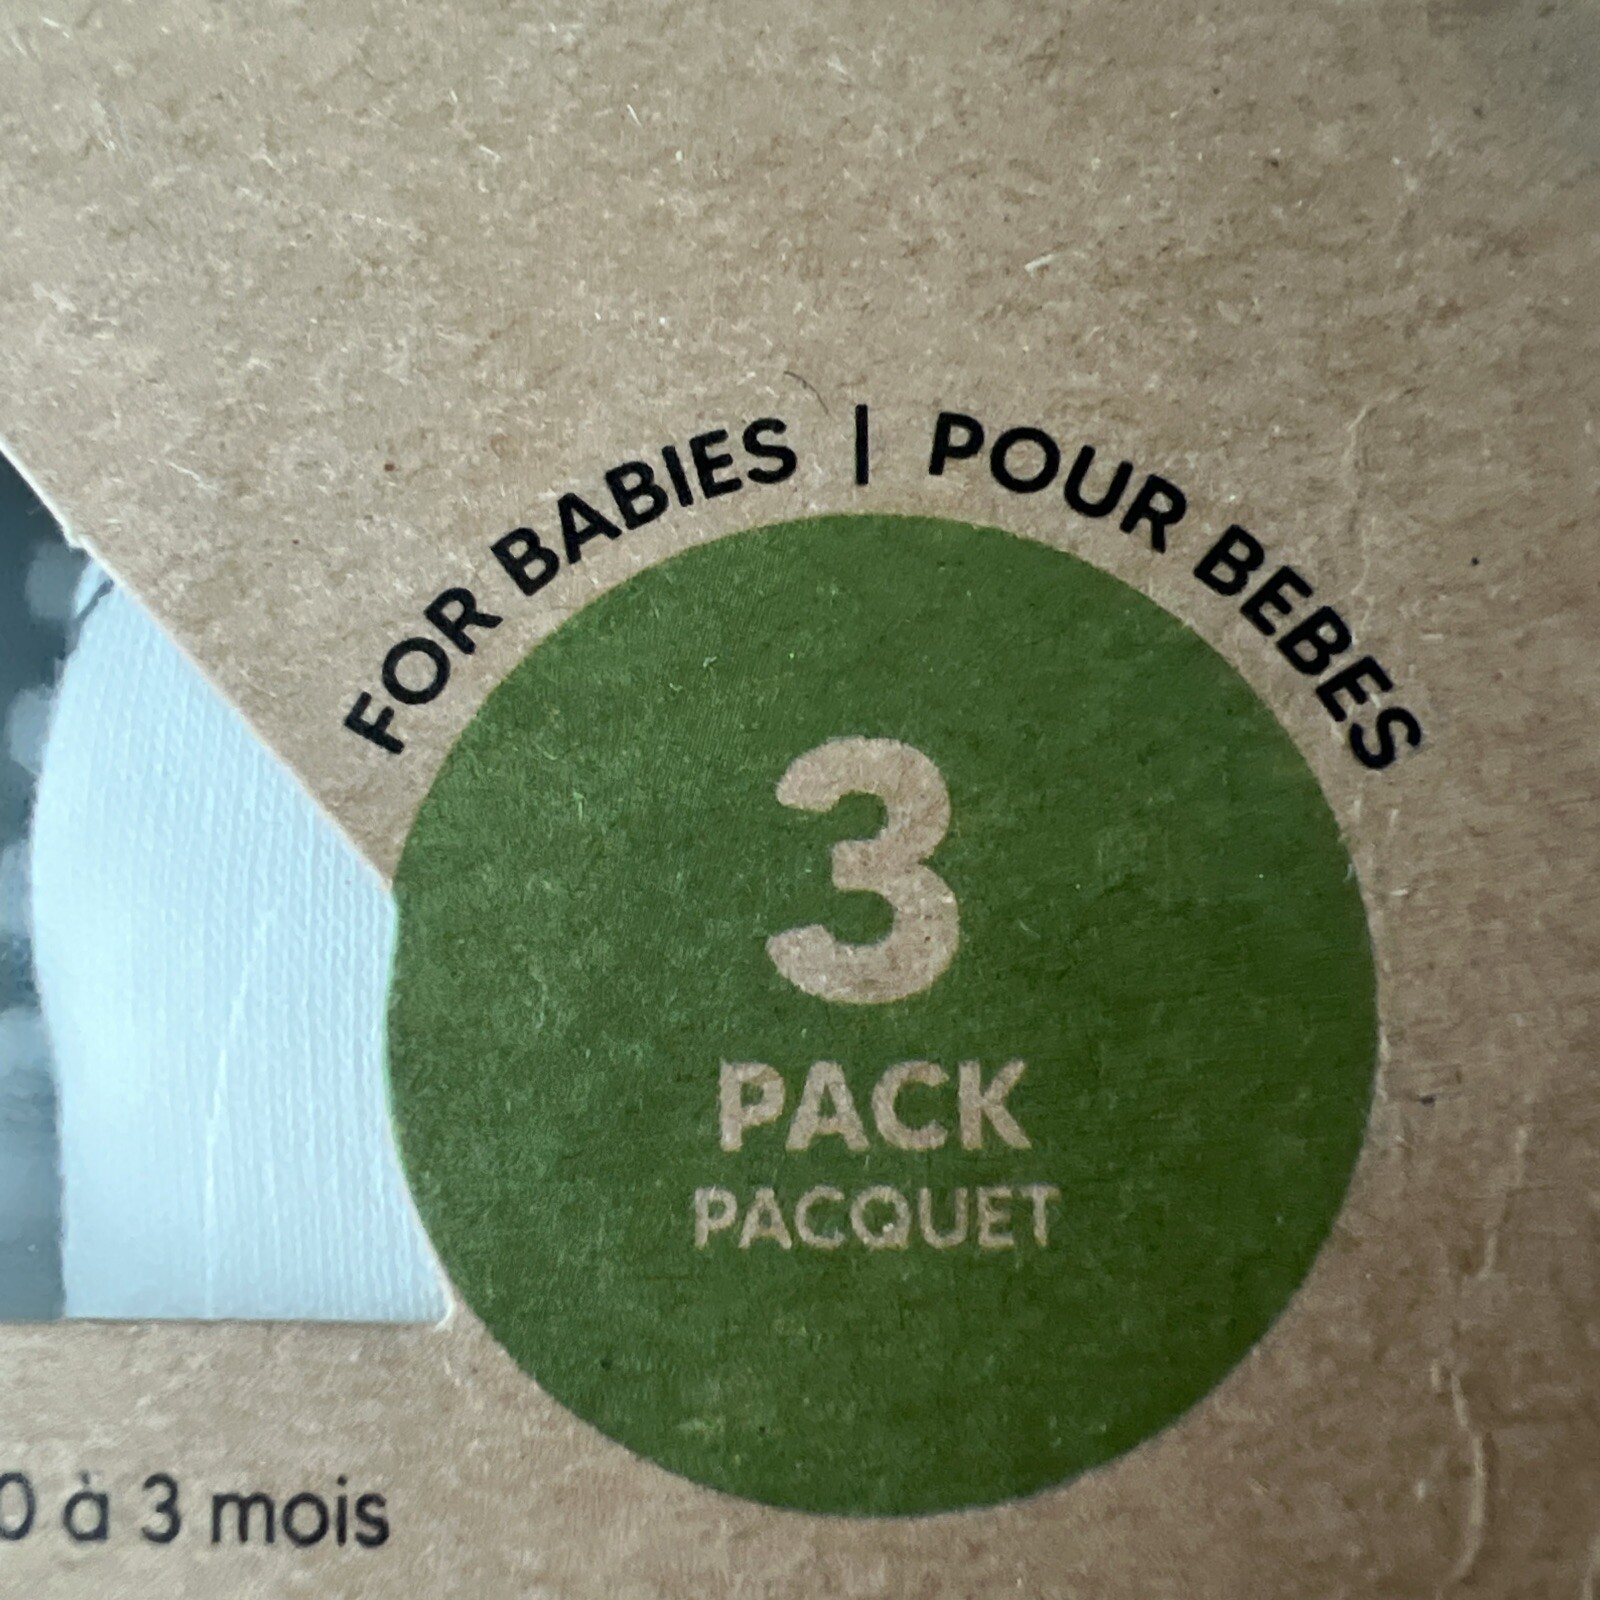 FOR BABIES | POUR BEBES
3
PACK
PACQUET
0 à 3 mois